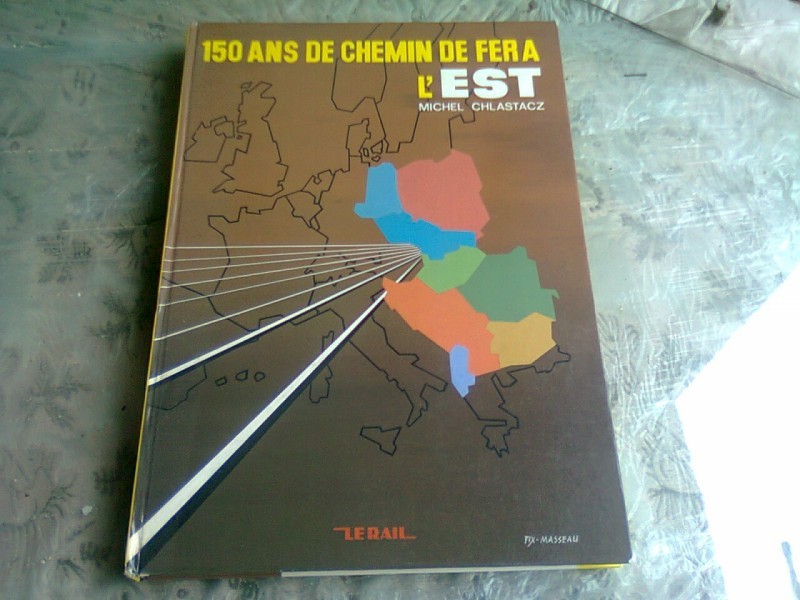 150 ANS DE CHEMIN DE FER A
L'EST
MICHEL CHLASTACZ
LE RAIL
FIX-MASSEAU